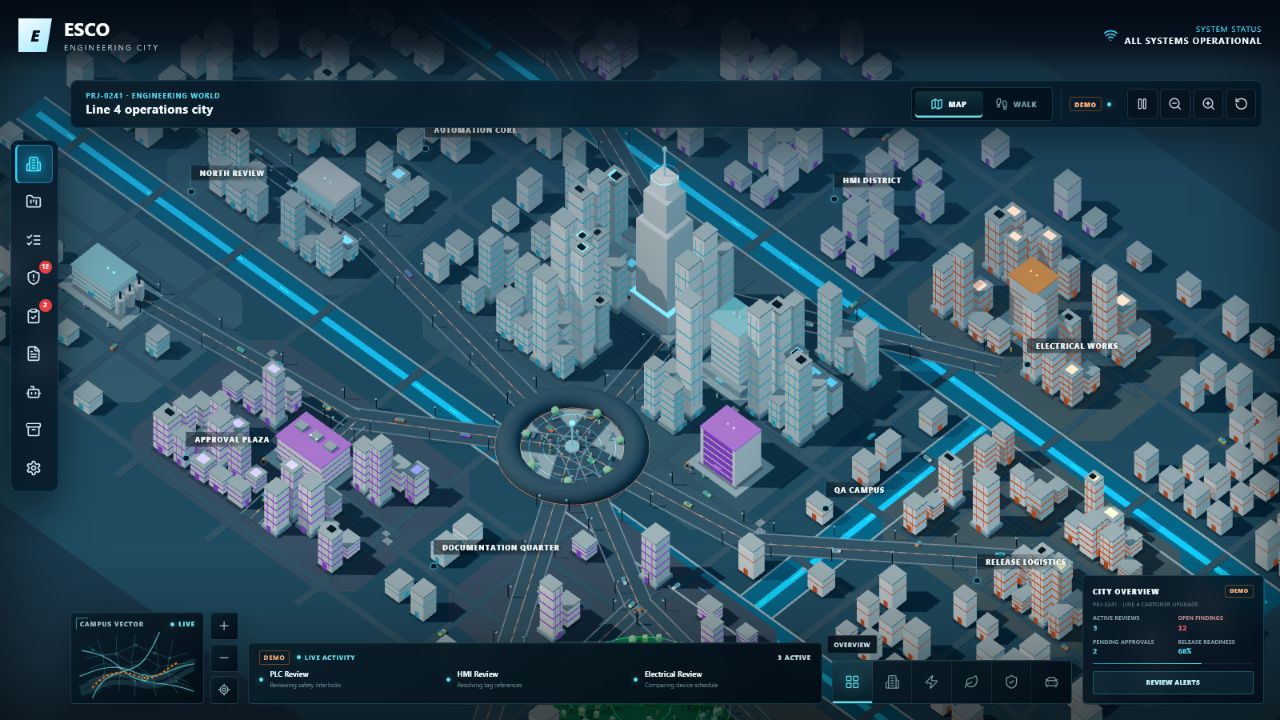 E
ESCO
ENGINEERING CITY
SYSTEM STATUS
ALL SYSTEMS OPERATIONAL
PRJ-0241 · ENGINEERING WORLD
Line 4 operations city
MAP
WALK
DEMO
AUTOMATION CORE
NORTH REVIEW
HMI DISTRICT
12
2
ELECTRICAL WORKS
APPROVAL PLAZA
QA CAMPUS
DOCUMENTATION QUARTER
RELEASE LOGISTICS
CAMPUS VECTOR
LIVE
DEMO
LIVE ACTIVITY
3 ACTIVE
PLC Review
Reviewing safety interlocks
HMI Review
Resolving tag references
Electrical Review
Comparing device schedule
OVERVIEW
CITY OVERVIEW
DEMO
PRJ-0241 · LINE 4 CARTONER UPGRADE
ACTIVE REVIEWS
3
OPEN FINDINGS
12
PENDING APPROVALS
2
RELEASE READINESS
68%
REVIEW ALERTS